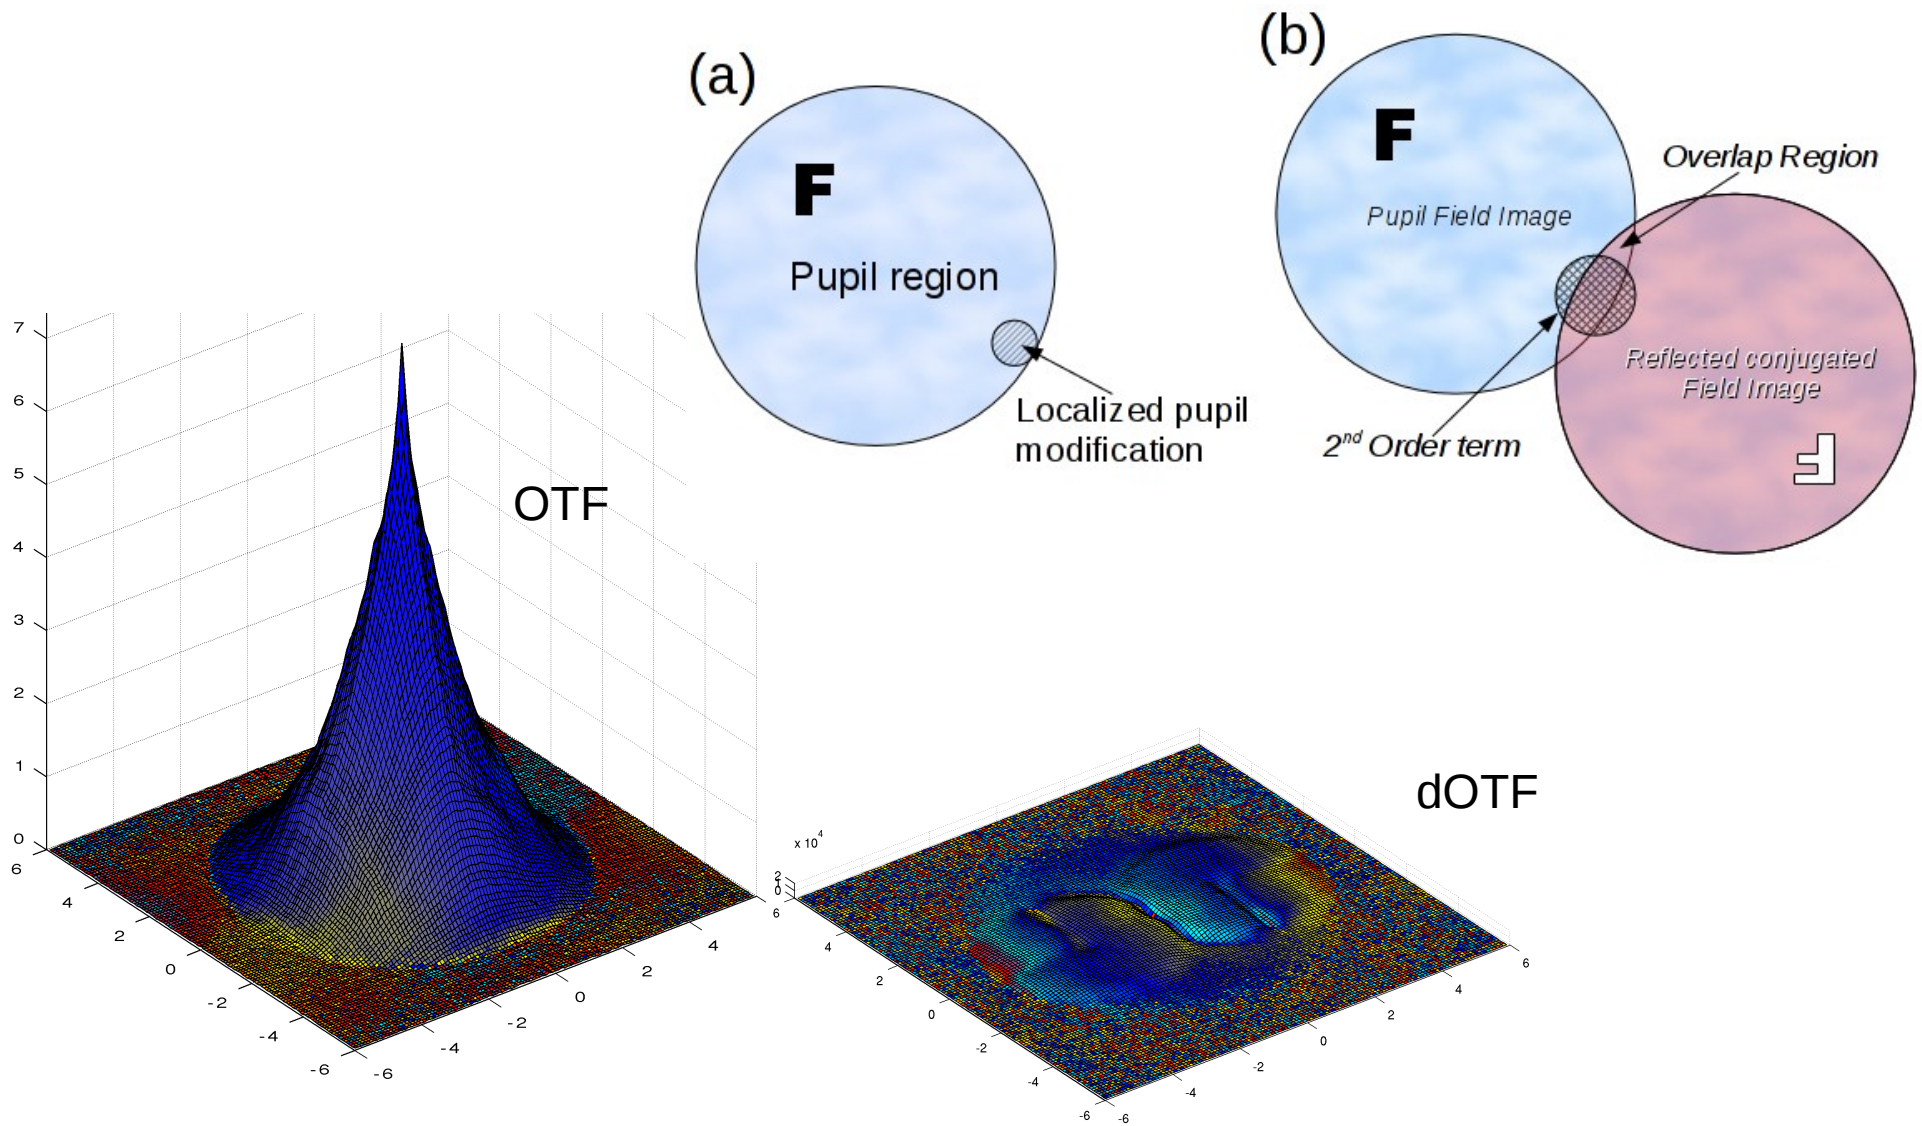 (a)
F
Pupil region
Localized pupil
modification
(b)
F
Pupil Field Image
Overlap Region
Reflected conjugated
Field Image
2nd Order term
F
OTF
7
6
5
4
3
2
1
0
6
4
2
0
-2
-4
-6
-6
-4
-2
0
2
4
6
dOTF
x 10^4
2
1
0
6
4
2
0
-2
-4
-6
-6
-4
-2
0
2
4
6